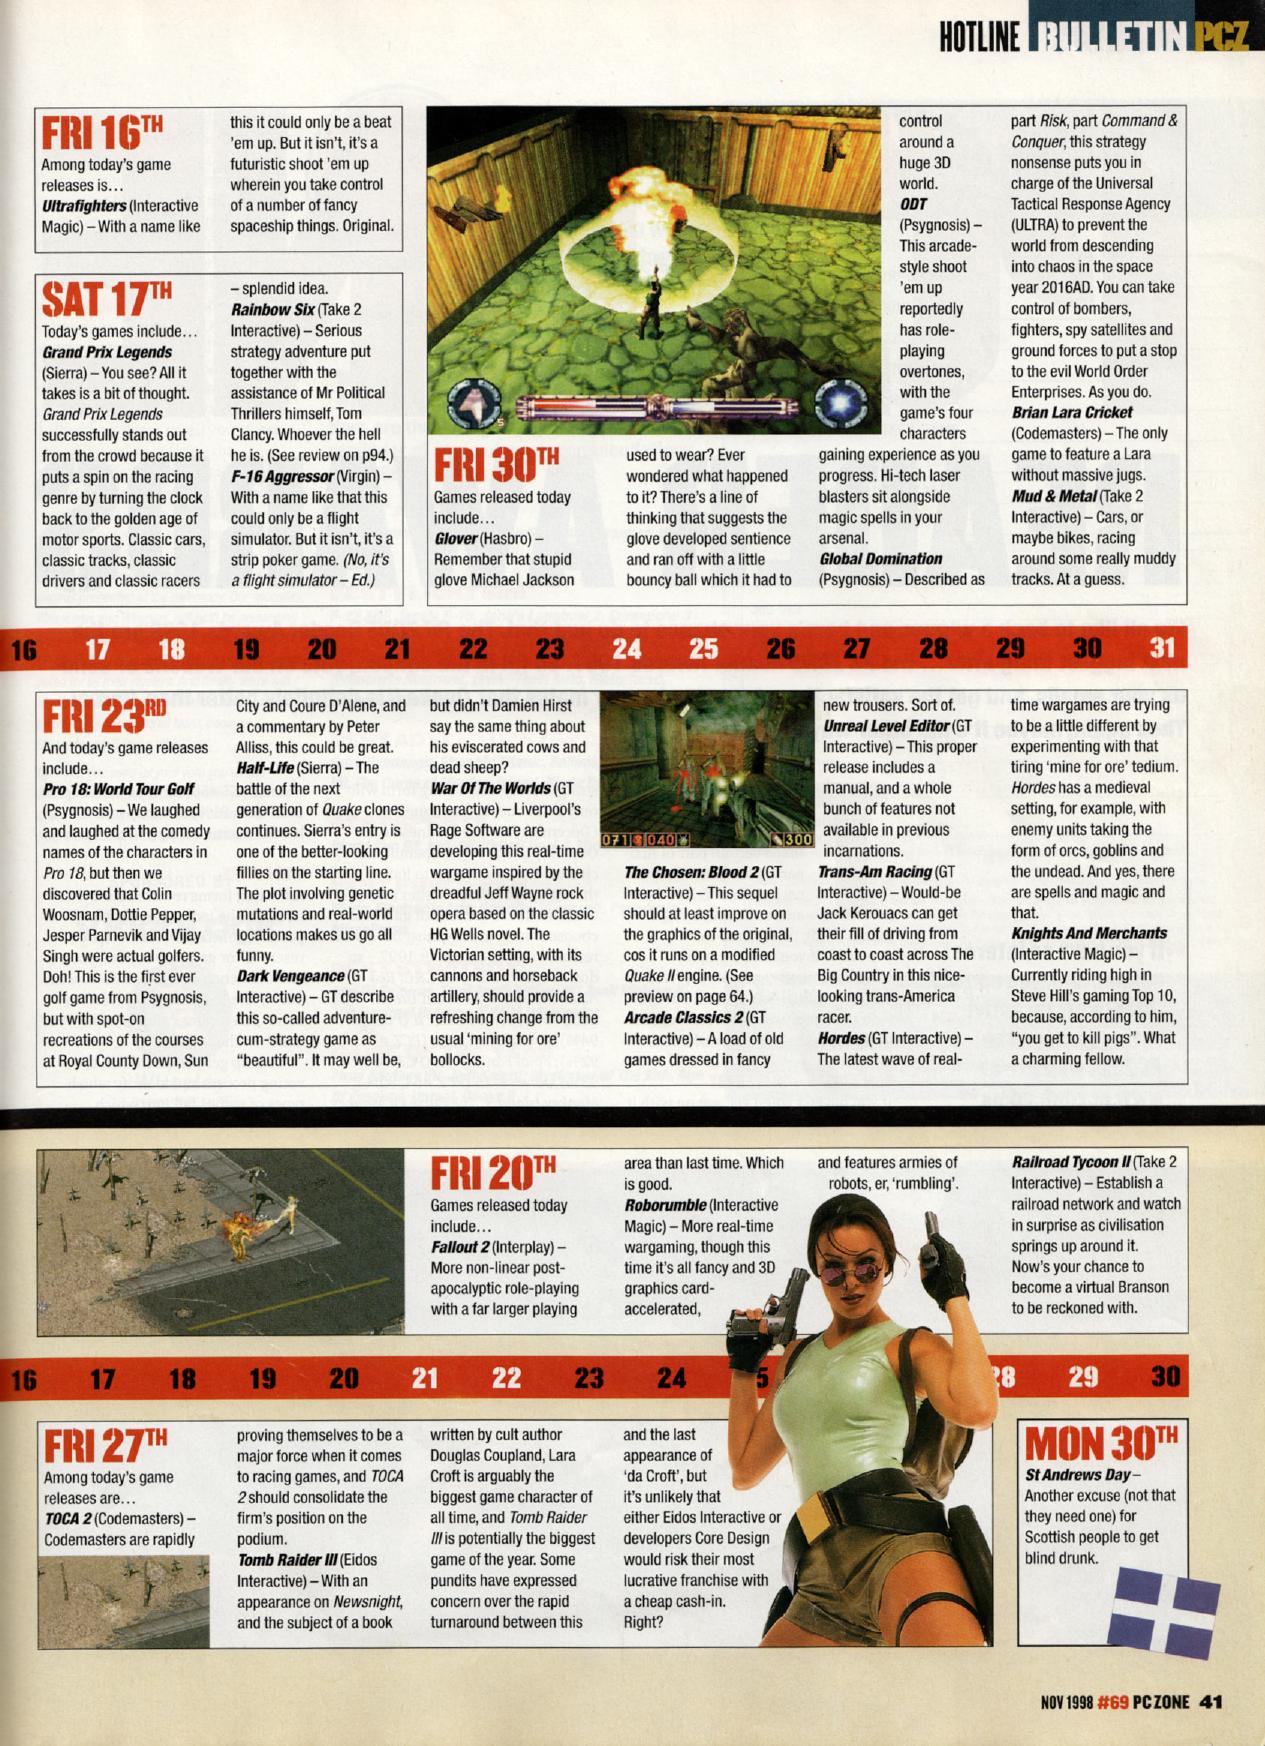 HOTLINE BULLETIN PCZ
FRI 16TH
Among today's game
releases is...
Ultrafighters (Interactive
Magic) – With a name like
this it could only be a beat
'em up. But it isn't, it's a
futuristic shoot 'em up
wherein you take control
of a number of fancy
spaceship things. Original.
SAT 17TH
Today's games include...
Grand Prix Legends
(Sierra) – You see? All it
takes is a bit of thought.
Grand Prix Legends
successfully stands out
from the crowd because it
puts a spin on the racing
genre by turning the clock
back to the golden age of
motor sports. Classic cars,
classic tracks, classic
drivers and classic racers
– splendid idea.
Rainbow Six (Take 2
Interactive) – Serious
strategy adventure put
together with the
assistance of Mr Political
Thrillers himself, Tom
Clancy. Whoever the hell
he is. (See review on p94.)
F-16 Aggressor (Virgin) –
With a name like that this
could only be a flight
simulator. But it isn't, it's a
strip poker game. (No, it's
a flight simulator – Ed.)
5
FRI 30TH
Games released today
include...
Glover (Hasbro) –
Remember that stupid
glove Michael Jackson
used to wear? Ever
wondered what happened
to it? There's a line of
thinking that suggests the
glove developed sentience
and ran off with a little
bouncy ball which it had to
control
around a
huge 3D
world.
ODT
(Psygnosis) –
This arcade-
style shoot
'em up
reportedly
has role-
playing
overtones,
with the
game's four
characters
gaining experience as you
progress. Hi-tech laser
blasters sit alongside
magic spells in your
arsenal.
Global Domination
(Psygnosis) – Described as
part Risk, part Command &
Conquer, this strategy
nonsense puts you in
charge of the Universal
Tactical Response Agency
(ULTRA) to prevent the
world from descending
into chaos in the space
year 2016AD. You can take
control of bombers,
fighters, spy satellites and
ground forces to put a stop
to the evil World Order
Enterprises. As you do.
Brian Lara Cricket
(Codemasters) – The only
game to feature a Lara
without massive jugs.
Mud & Metal (Take 2
Interactive) – Cars, or
maybe bikes, racing
around some really muddy
tracks. At a guess.
16 17 18 19 20 21 22 23 24 25 26 27 28 29 30 31
FRI 23RD
And today's game releases
include...
Pro 18: World Tour Golf
(Psygnosis) – We laughed
and laughed at the comedy
names of the characters in
Pro 18, but then we
discovered that Colin
Woosnam, Dottie Pepper,
Jesper Parnevik and Vijay
Singh were actual golfers.
Doh! This is the first ever
golf game from Psygnosis,
but with spot-on
recreations of the courses
at Royal County Down, Sun
City and Coure D'Alene, and
a commentary by Peter
Alliss, this could be great.
Half-Life (Sierra) – The
battle of the next
generation of Quake clones
continues. Sierra's entry is
one of the better-looking
fillies on the starting line.
The plot involving genetic
mutations and real-world
locations makes us go all
funny.
Dark Vengeance (GT
Interactive) – GT describe
this so-called adventure-
cum-strategy game as
"beautiful". It may well be,
but didn't Damien Hirst
say the same thing about
his eviscerated cows and
dead sheep?
War Of The Worlds (GT
Interactive) – Liverpool's
Rage Software are
developing this real-time
wargame inspired by the
dreadful Jeff Wayne rock
opera based on the classic
HG Wells novel. The
Victorian setting, with its
cannons and horseback
artillery, should provide a
refreshing change from the
usual 'mining for ore'
bollocks.
071 040 300
The Chosen: Blood 2 (GT
Interactive) – This sequel
should at least improve on
the graphics of the original,
cos it runs on a modified
Quake II engine. (See
preview on page 64.)
Arcade Classics 2 (GT
Interactive) – A load of old
games dressed in fancy
new trousers. Sort of.
Unreal Level Editor (GT
Interactive) – This proper
release includes a
manual, and a whole
bunch of features not
available in previous
incarnations.
Trans-Am Racing (GT
Interactive) – Would-be
Jack Kerouacs can get
their fill of driving from
coast to coast across The
Big Country in this nice-
looking trans-America
racer.
Hordes (GT Interactive) –
The latest wave of real-
time wargames are trying
to be a little different by
experimenting with that
tiring 'mine for ore' tedium.
Hordes has a medieval
setting, for example, with
enemy units taking the
form of orcs, goblins and
the undead. And yes, there
are spells and magic and
that.
Knights And Merchants
(Interactive Magic) –
Currently riding high in
Steve Hill's gaming Top 10,
because, according to him,
"you get to kill pigs". What
a charming fellow.
FRI 20TH
Games released today
include...
Fallout 2 (Interplay) –
More non-linear post-
apocalyptic role-playing
with a far larger playing
area than last time. Which
is good.
Roborumble (Interactive
Magic) – More real-time
wargaming, though this
time it's all fancy and 3D
graphics card-
accelerated,
and features armies of
robots, er, 'rumbling'.
Railroad Tycoon II (Take 2
Interactive) – Establish a
railroad network and watch
in surprise as civilisation
springs up around it.
Now's your chance to
become a virtual Branson
to be reckoned with.
16 17 18 19 20 21 22 23 24 5 28 29 30
FRI 27TH
Among today's game
releases are...
TOCA 2 (Codemasters) –
Codemasters are rapidly
proving themselves to be a
major force when it comes
to racing games, and TOCA
2 should consolidate the
firm's position on the
podium.
Tomb Raider III (Eidos
Interactive) – With an
appearance on Newsnight,
and the subject of a book
written by cult author
Douglas Coupland, Lara
Croft is arguably the
biggest game character of
all time, and Tomb Raider
III is potentially the biggest
game of the year. Some
pundits have expressed
concern over the rapid
turnaround between this
and the last
appearance of
'da Croft', but
it's unlikely that
either Eidos Interactive or
developers Core Design
would risk their most
lucrative franchise with
a cheap cash-in.
Right?
MON 30TH
St Andrews Day –
Another excuse (not that
they need one) for
Scottish people to get
blind drunk.
NOV 1998 #69 PC ZONE 41